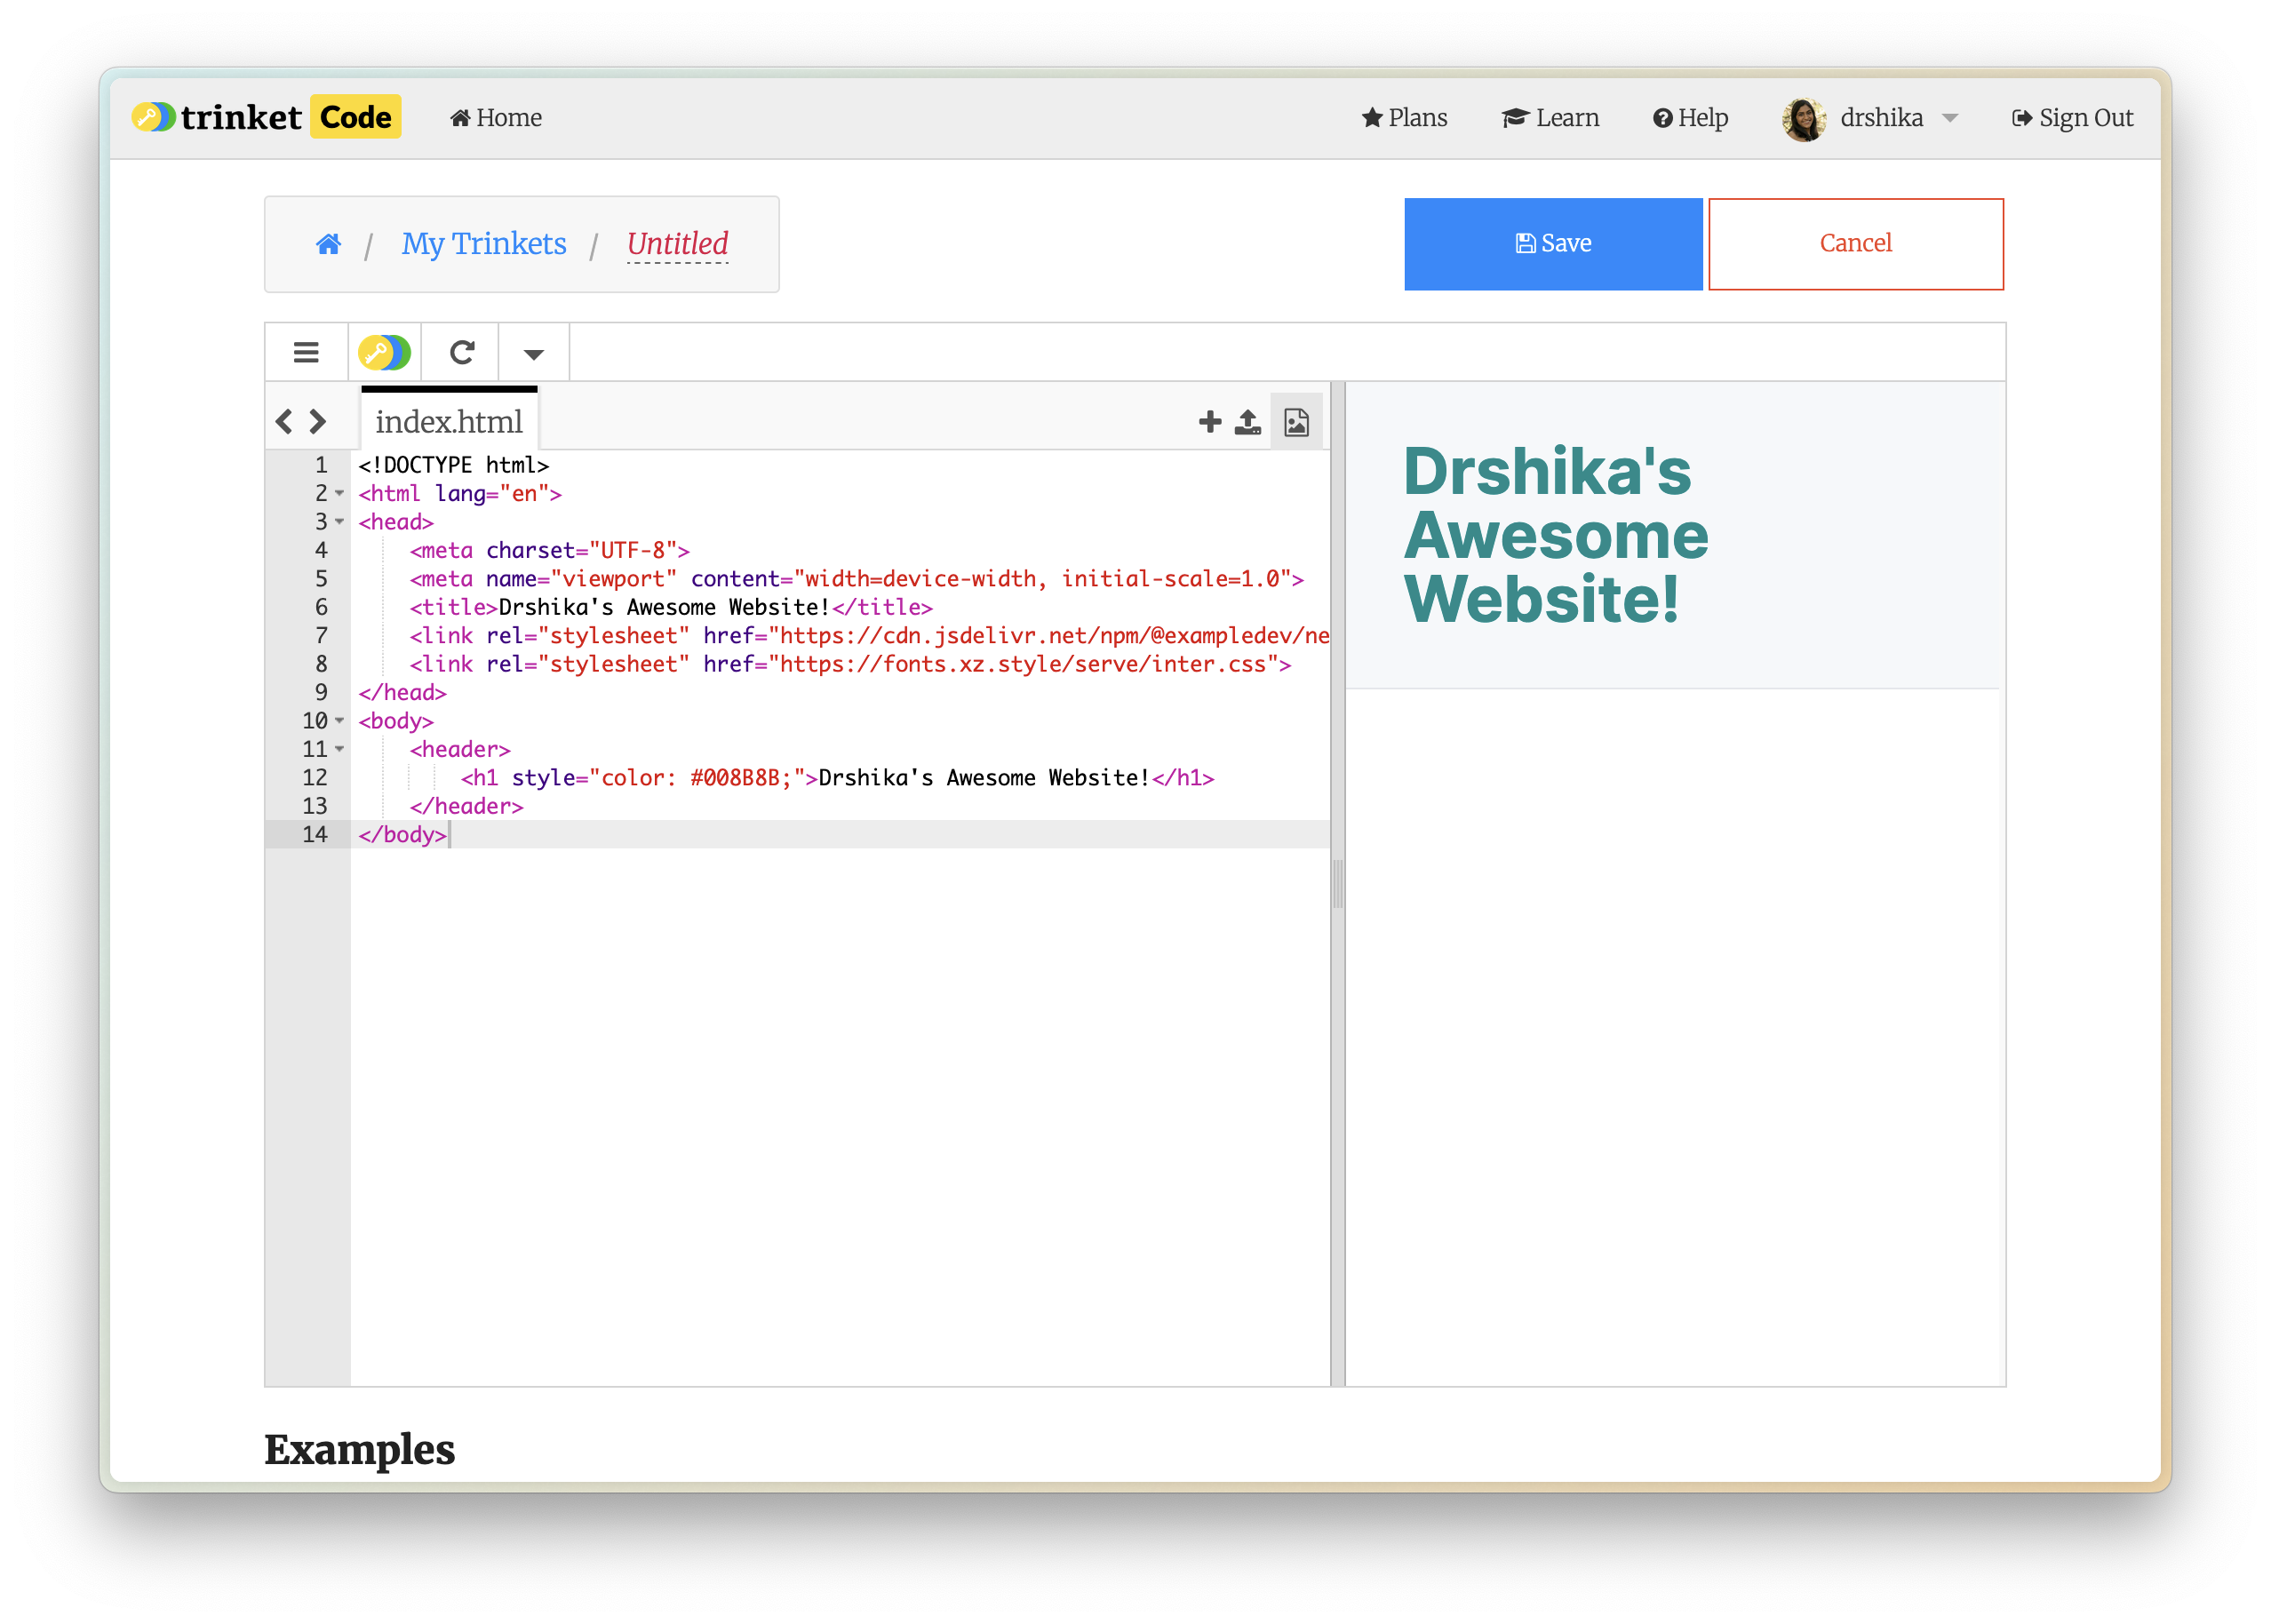 trinket Code Home Plans Learn Help drshika Sign Out
/ My Trinkets / Untitled Save Cancel
index.html
1 <!DOCTYPE html>
2 <html lang="en">
3 <head>
4 <meta charset="UTF-8">
5 <meta name="viewport" content="width=device-width, initial-scale=1.0">
6 <title>Drshika's Awesome Website!</title>
7 <link rel="stylesheet" href="https://cdn.jsdelivr.net/npm/@exampledev/ne
8 <link rel="stylesheet" href="https://fonts.xz.style/serve/inter.css">
9 </head>
10 <body>
11 <header>
12 <h1 style="color: #008B8B;">Drshika's Awesome Website!</h1>
13 </header>
14 </body>
Drshika's
Awesome
Website!
Examples